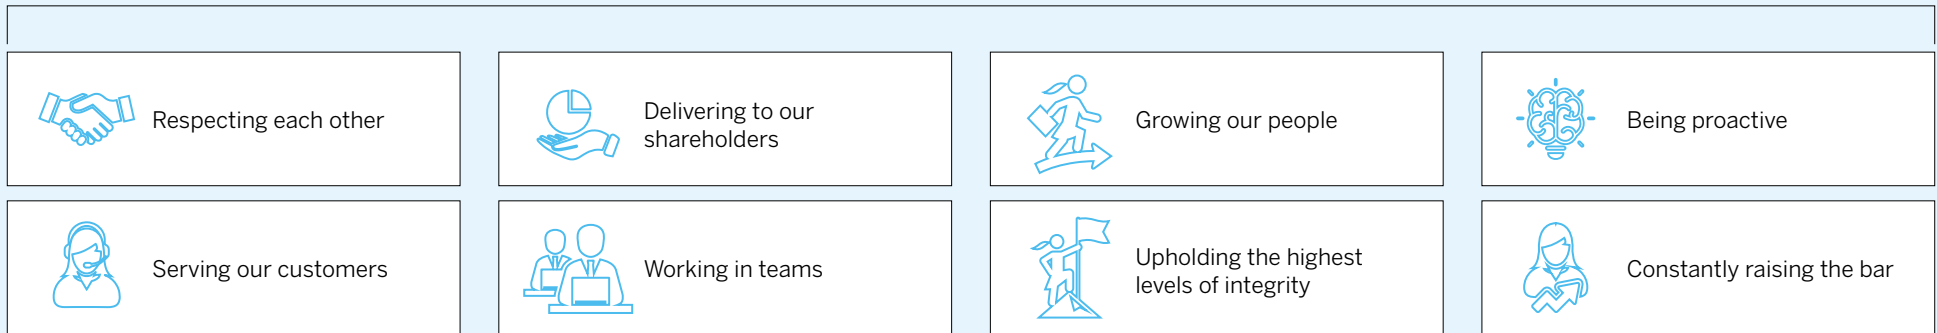 Respecting each other
Delivering to our
shareholders
Growing our people
Being proactive
Serving our customers
Working in teams
Upholding the highest
levels of integrity
Constantly raising the bar